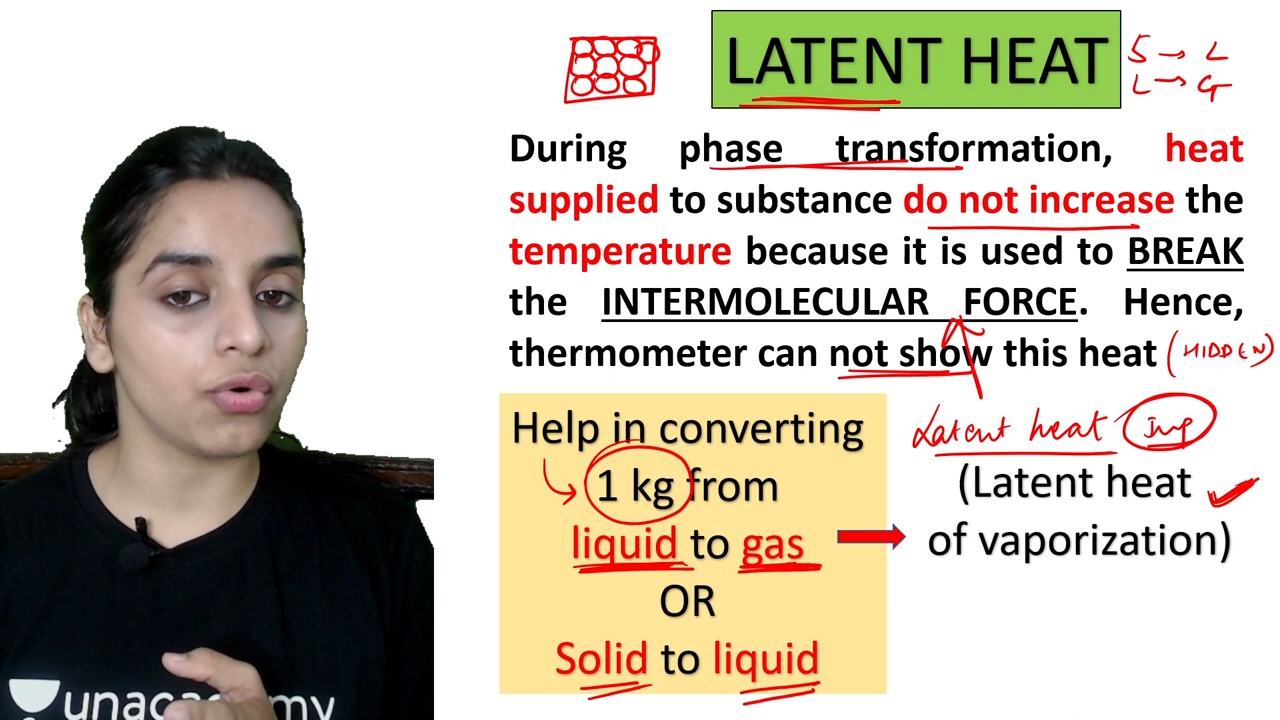 LATENT HEAT
S → L
L → G
During phase transformation, heat
supplied to substance do not increase the
temperature because it is used to BREAK
the INTERMOLECULAR FORCE. Hence,
thermometer can not show this heat (HIDDEN)
Help in converting
1 kg from
liquid to gas
OR
Solid to liquid
Latent heat Imp
(Latent heat
of vaporization)
unacademy